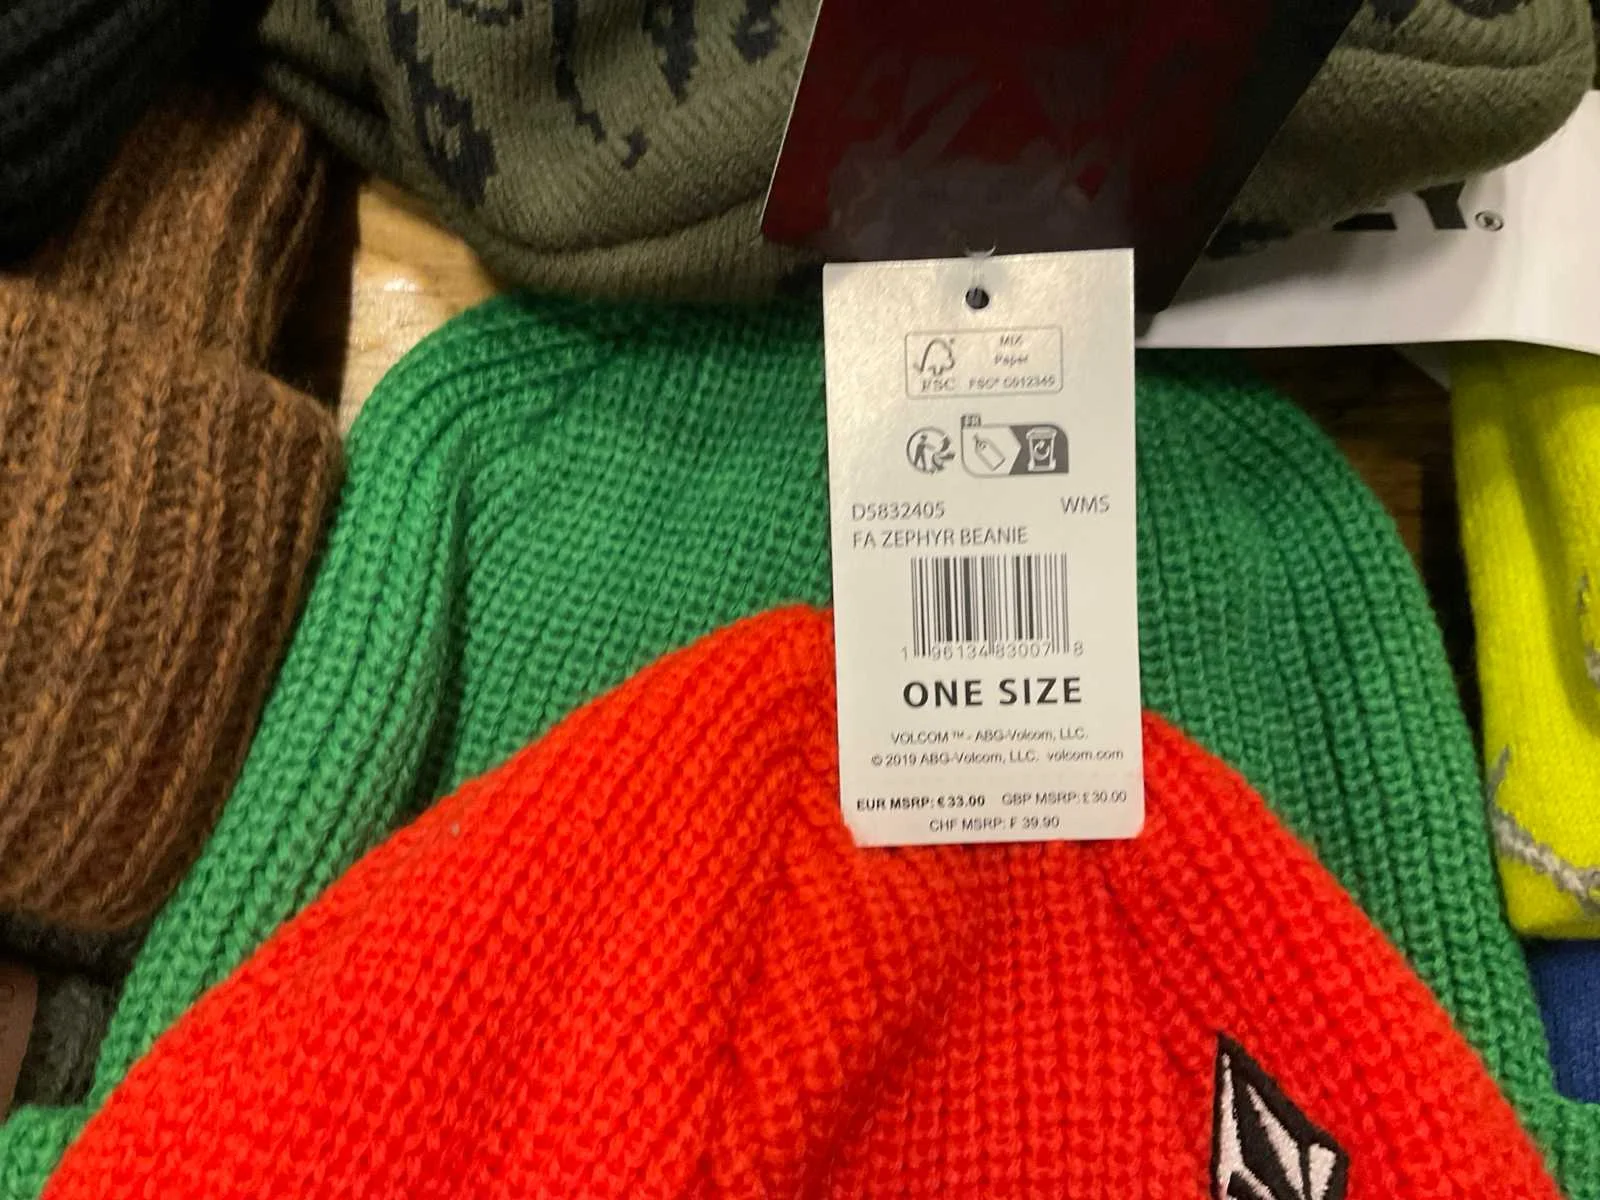 Y®
MIX
Paper
FSC FSC® C012345
FR
D5832405 WMS
FA ZEPHYR BEANIE
1 96134 83007 8
ONE SIZE
VOLCOM ™ - ABG-Volcom, LLC.
© 2019 ABG-Volcom, LLC. volcom.com
EUR MSRP: € 33.00 GBP MSRP: £ 30.00
CHF MSRP: F 39.90